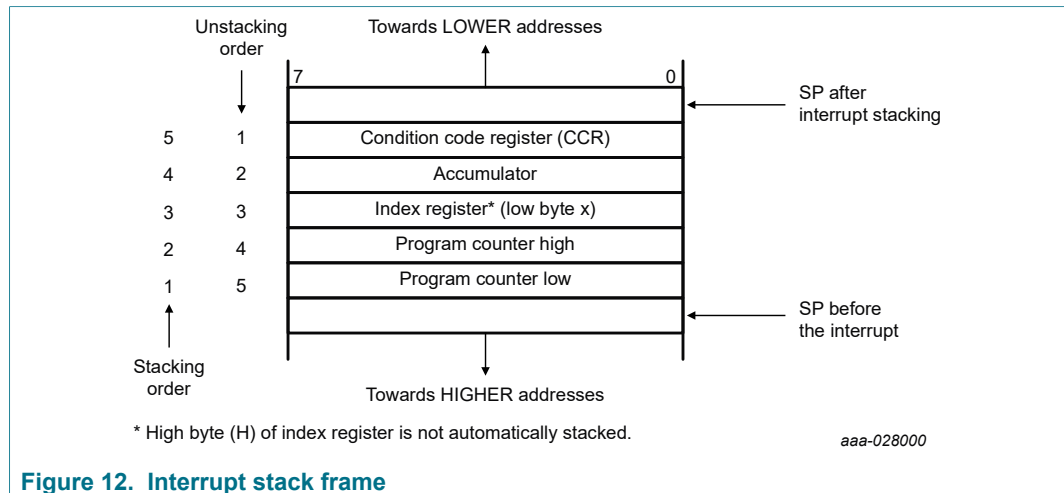 Unstacking
order
Towards LOWER addresses
7
0
SP after
interrupt stacking
5 1 Condition code register (CCR)
4 2 Accumulator
3 3 Index register* (low byte x)
2 4 Program counter high
1 5 Program counter low
SP before
the interrupt
Stacking
order
Towards HIGHER addresses
* High byte (H) of index register is not automatically stacked.
aaa-028000
Figure 12. Interrupt stack frame